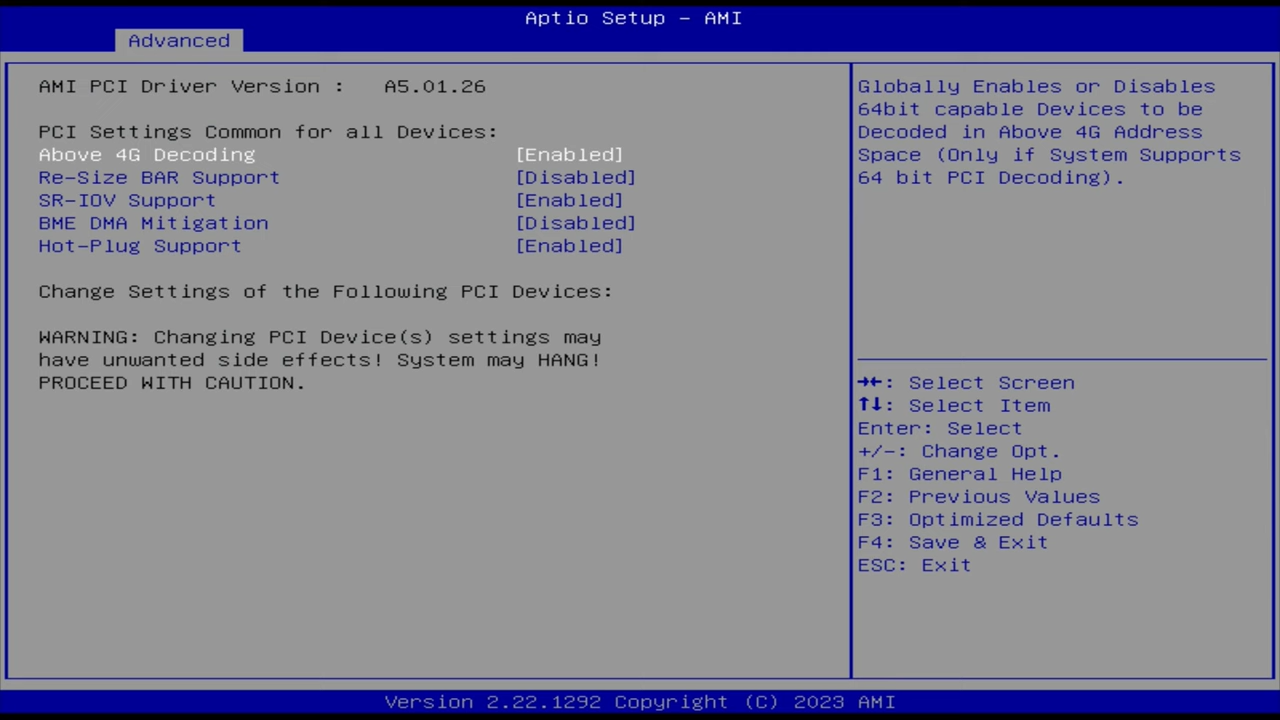 Aptio Setup – AMI
Advanced
AMI PCI Driver Version : A5.01.26
PCI Settings Common for all Devices:
Above 4G Decoding [Enabled]
Re-Size BAR Support [Disabled]
SR-IOV Support [Enabled]
BME DMA Mitigation [Disabled]
Hot-Plug Support [Enabled]
Change Settings of the Following PCI Devices:
WARNING: Changing PCI Device(s) settings may
have unwanted side effects! System may HANG!
PROCEED WITH CAUTION.
Globally Enables or Disables
64bit capable Devices to be
Decoded in Above 4G Address
Space (Only if System Supports
64 bit PCI Decoding).
→←: Select Screen
↑↓: Select Item
Enter: Select
+/-: Change Opt.
F1: General Help
F2: Previous Values
F3: Optimized Defaults
F4: Save & Exit
ESC: Exit
Version 2.22.1292 Copyright (C) 2023 AMI